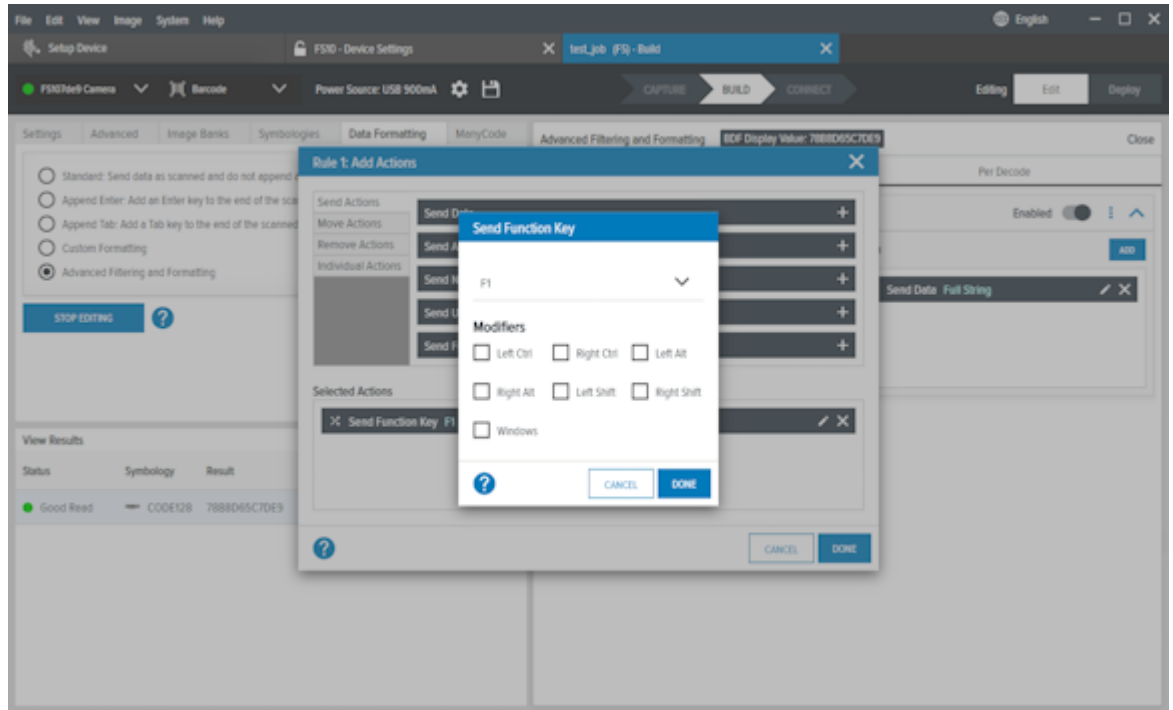 File Edit View Image System Help English
Setup Device FS10 - Device Settings test_job (FS) - Build
FS107de9 Camera Barcode Power Source: USB 900mA CAPTURE BUILD CONNECT Editing Edit Deploy
Settings Advanced Image Banks Symbologies Data Formatting ManyCode
Advanced Filtering and Formatting BDF Display Value: 78B8D65C7DE9 Close
Per Decode
Standard: Send data as scanned and do not append
Append Enter: Add an Enter key to the end of the
Append Tab: Add a Tab key to the end of the scanned
Custom Formatting
Advanced Filtering and Formatting
STOP EDITING
Enabled
ADD
Send Data Full String
Rule 1: Add Actions
Send Actions
Move Actions
Remove Actions
Individual Actions
Send
Send
Send
Send
Send
Selected Actions
Send Function Key F1
CANCEL DONE
Send Function Key
F1
Modifiers
Left Ctrl Right Ctrl Left Alt
Right Alt Left Shift Right Shift
Windows
CANCEL DONE
View Results
Status Symbology Result
Good Read CODE128 78B8D65C7DE9